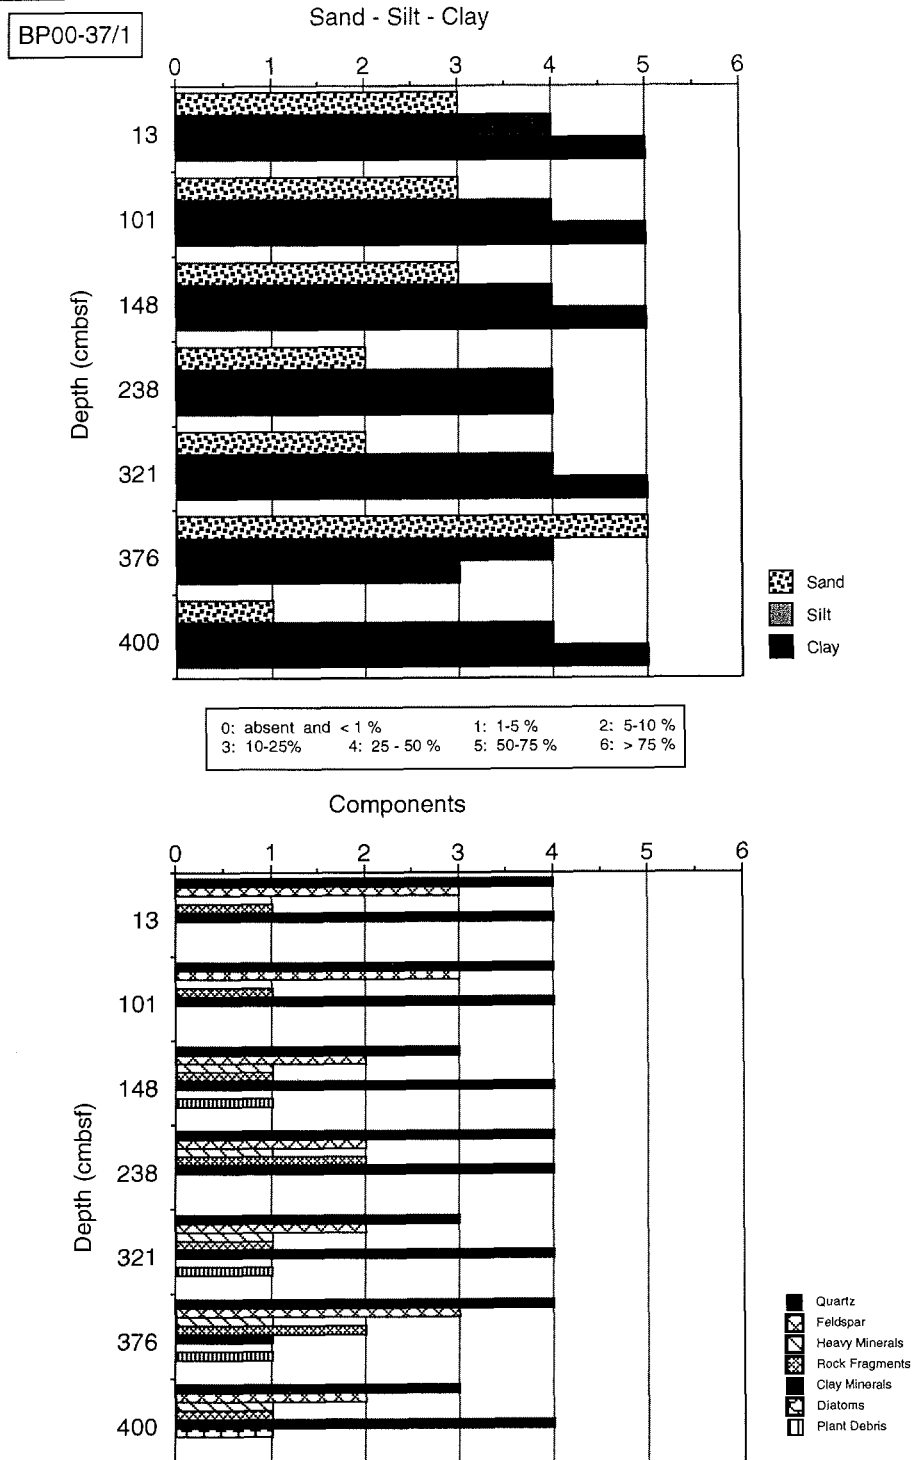 Sand - Silt - Clay
BP00-37/1
0 1 2 3 4 5 6
13
101
148
238
321
376
400
Depth (cmbsf)
Sand
Silt
Clay
0: absent and < 1 % 1: 1-5 % 2: 5-10 %
3: 10-25% 4: 25 - 50 % 5: 50-75 % 6: > 75 %
Components
0 1 2 3 4 5 6
13
101
148
238
321
376
400
Depth (cmbsf)
Quartz
Feldspar
Heavy Minerals
Rock Fragments
Clay Minerals
Diatoms
Plant Debris